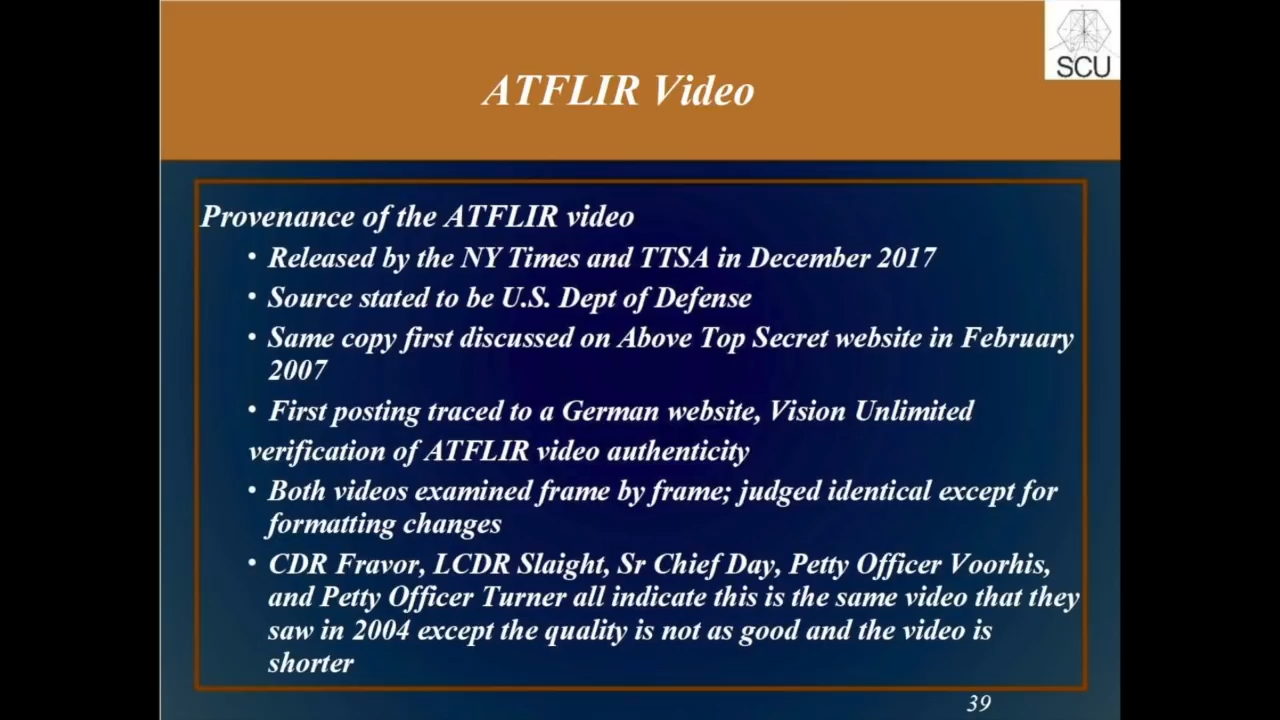 SCU
ATFLIR Video
Provenance of the ATFLIR video
• Released by the NY Times and TTSA in December 2017
• Source stated to be U.S. Dept of Defense
• Same copy first discussed on Above Top Secret website in February
2007
• First posting traced to a German website, Vision Unlimited
verification of ATFLIR video authenticity
• Both videos examined frame by frame; judged identical except for
formatting changes
• CDR Fravor, LCDR Slaight, Sr Chief Day, Petty Officer Voorhis,
and Petty Officer Turner all indicate this is the same video that they
saw in 2004 except the quality is not as good and the video is
shorter
39